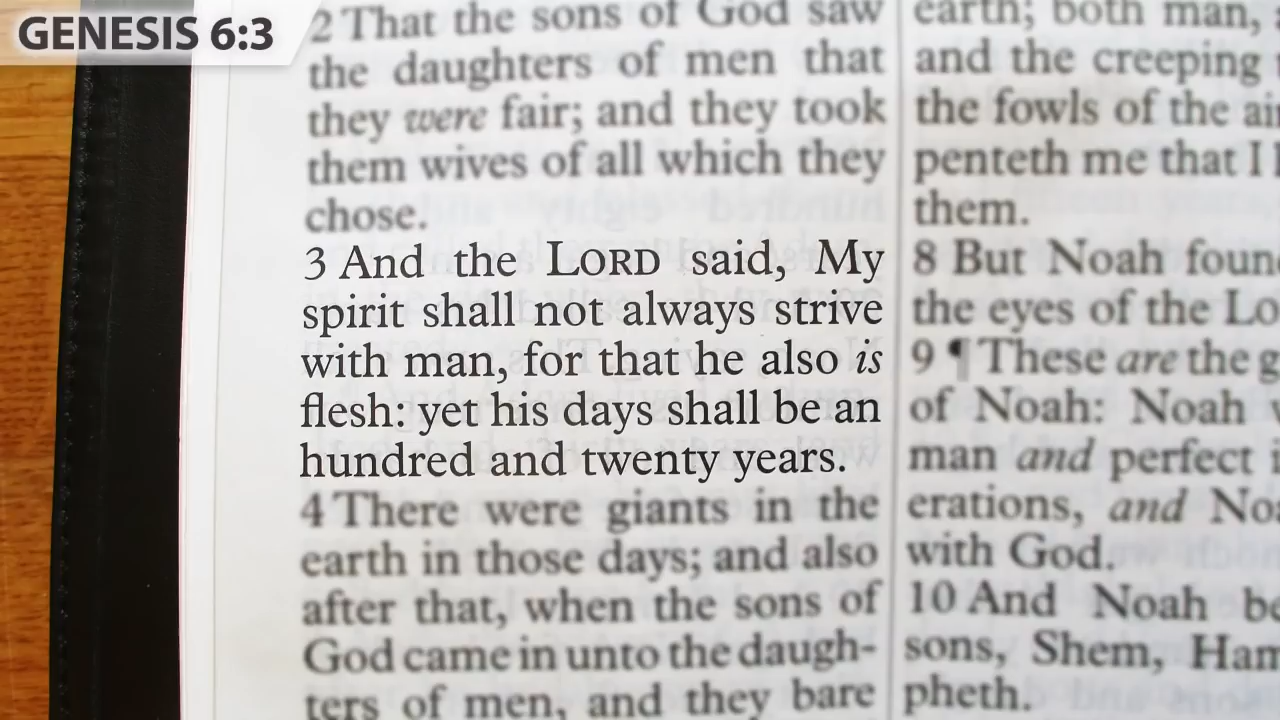 GENESIS 6:3
2 That the sons of God saw
the daughters of men that
they were fair; and they took
them wives of all which they
chose.
3 And the LORD said, My
spirit shall not always strive
with man, for that he also is
flesh: yet his days shall be an
hundred and twenty years.
4 There were giants in the
earth in those days; and also
after that, when the sons of
God came in unto the daugh-
ters of men, and they bare
earth; both man,
and the creeping
the fowls of the
penteth me that I
them.
8 But Noah
the eyes of the
9 ¶ These are the
of Noah: Noah
man and perfect
erations, and
with God.
10 And Noah
sons, Shem,
pheth.